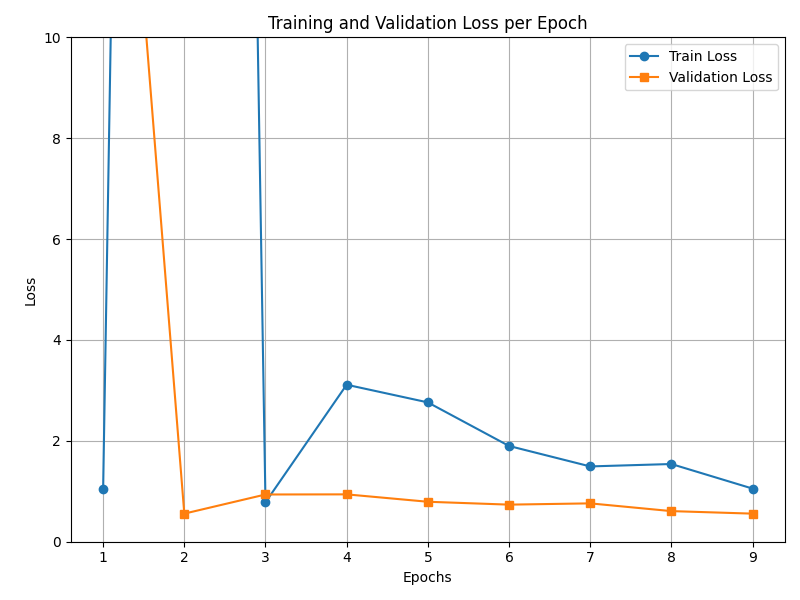 Training and Validation Loss per Epoch
Train Loss
Validation Loss
10
8
6
4
2
0
Loss
1 2 3 4 5 6 7 8 9
Epochs